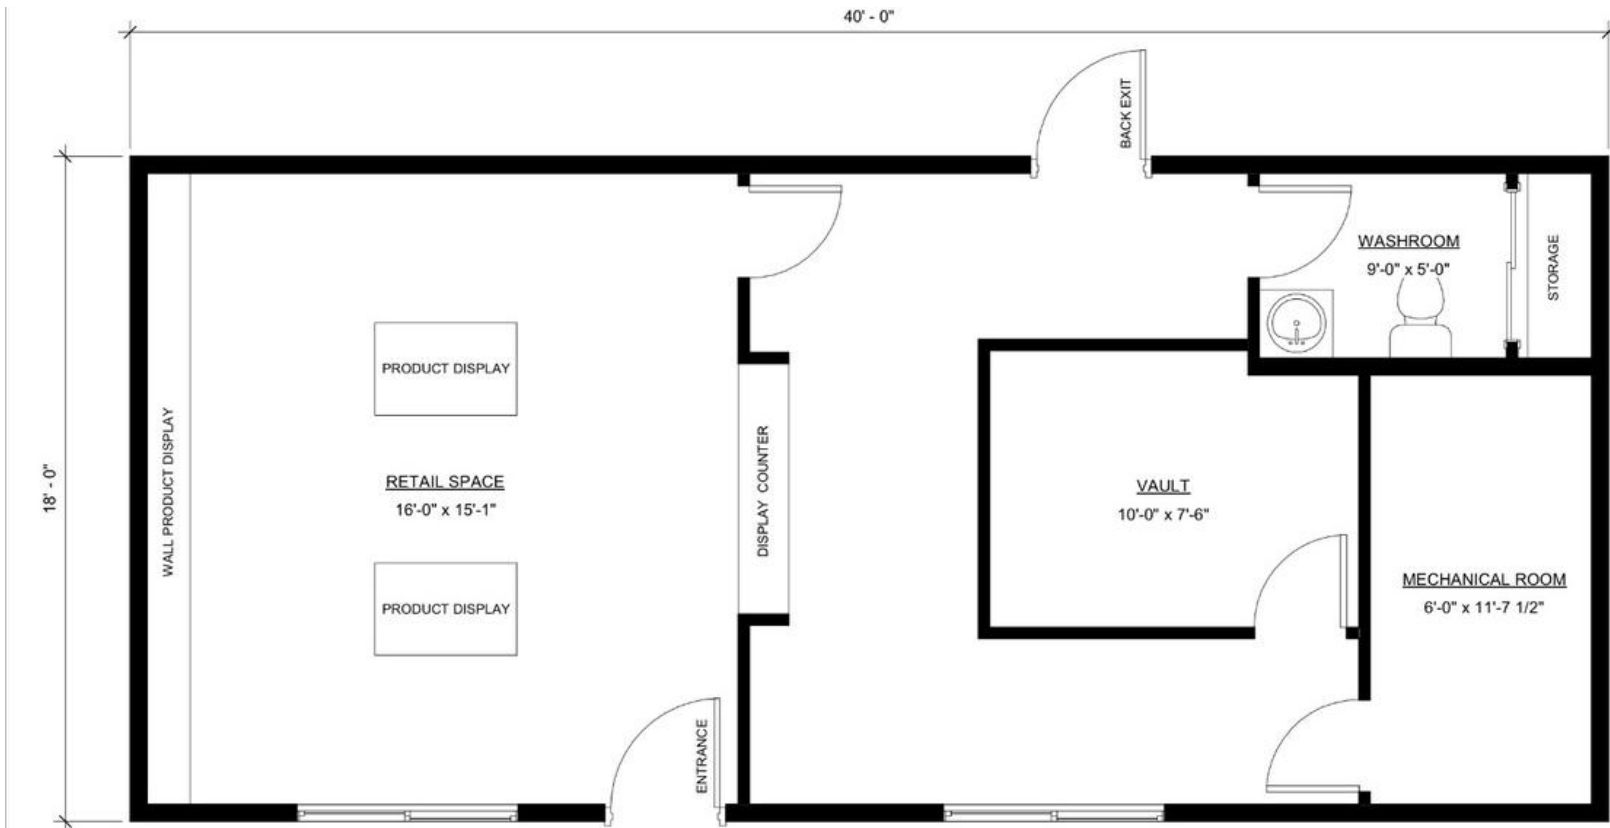 40' - 0"
BACK EXIT
WASHROOM
9'-0" x 5'-0"
STORAGE
PRODUCT DISPLAY
WALL PRODUCT DISPLAY
18' - 0"
RETAIL SPACE
16'-0" x 15'-1"
DISPLAY COUNTER
VAULT
10'-0" x 7'-6"
MECHANICAL ROOM
6'-0" x 11'-7 1/2"
PRODUCT DISPLAY
ENTRANCE